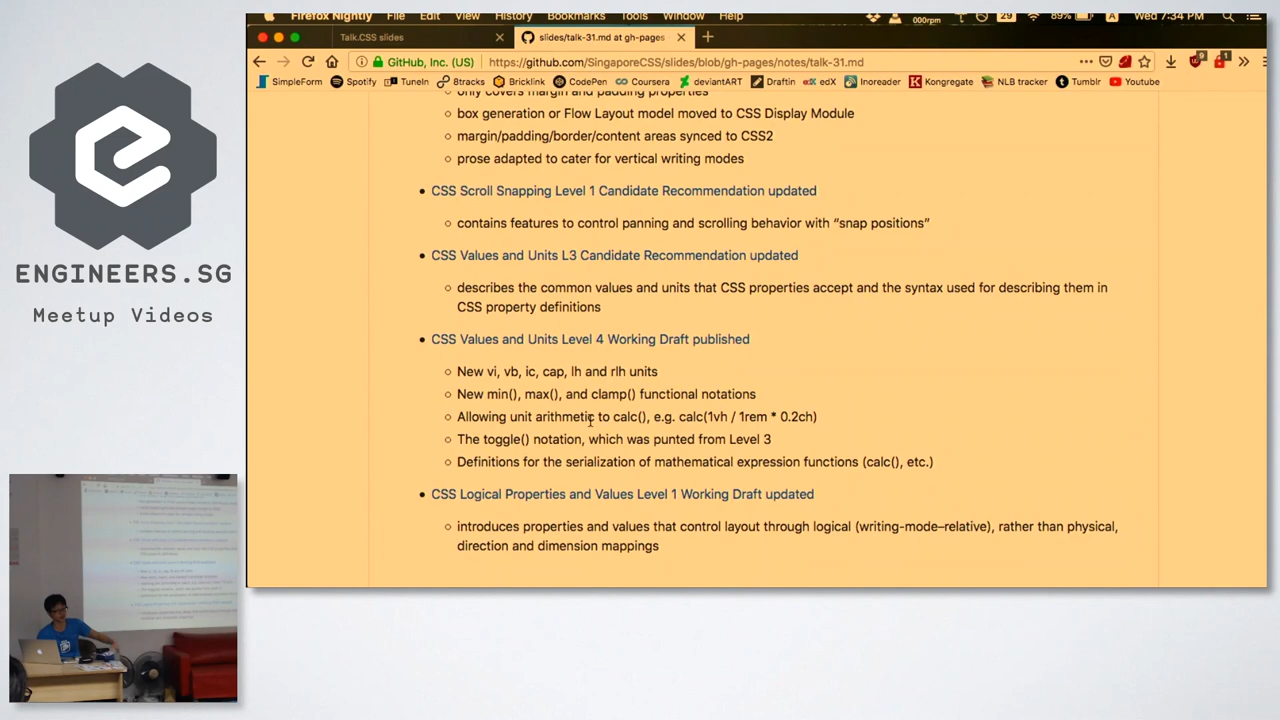 Firefox Nightly File Edit View History Bookmarks Tools Window Help 000rpm 29 89% A Wed 7:34 PM
Talk.CSS slides
slides/talk-31.md at gh-pages
GitHub, Inc. (US) https://github.com/SingaporeCSS/slides/blob/gh-pages/notes/talk-31.md
SimpleForm Spotify TuneIn 8tracks Bricklink CodePen Coursera deviantART Draftin edX Inoreader Kongregate NLB tracker Tumblr Youtube
only covers margin and padding properties
box generation or Flow Layout model moved to CSS Display Module
margin/padding/border/content areas synced to CSS2
prose adapted to cater for vertical writing modes
CSS Scroll Snapping Level 1 Candidate Recommendation updated
contains features to control panning and scrolling behavior with “snap positions”
CSS Values and Units L3 Candidate Recommendation updated
describes the common values and units that CSS properties accept and the syntax used for describing them in
CSS property definitions
CSS Values and Units Level 4 Working Draft published
New vi, vb, ic, cap, lh and rlh units
New min(), max(), and clamp() functional notations
Allowing unit arithmetic to calc(), e.g. calc(1vh / 1rem * 0.2ch)
The toggle() notation, which was punted from Level 3
Definitions for the serialization of mathematical expression functions (calc(), etc.)
CSS Logical Properties and Values Level 1 Working Draft updated
introduces properties and values that control layout through logical (writing-mode–relative), rather than physical,
direction and dimension mappings
ENGINEERS.SG
Meetup Videos